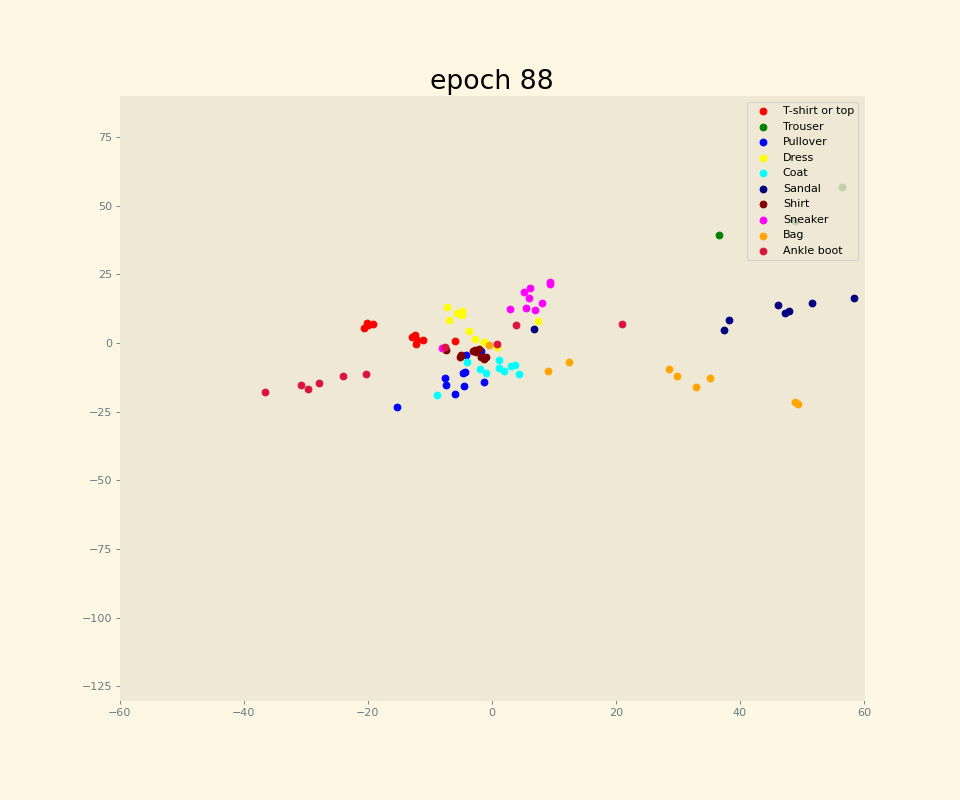 epoch 88
T-shirt or top
Trouser
Pullover
Dress
Coat
Sandal
Shirt
Sneaker
Bag
Ankle boot
75
50
25
0
−25
−50
−75
−100
−125
−60 −40 −20 0 20 40 60